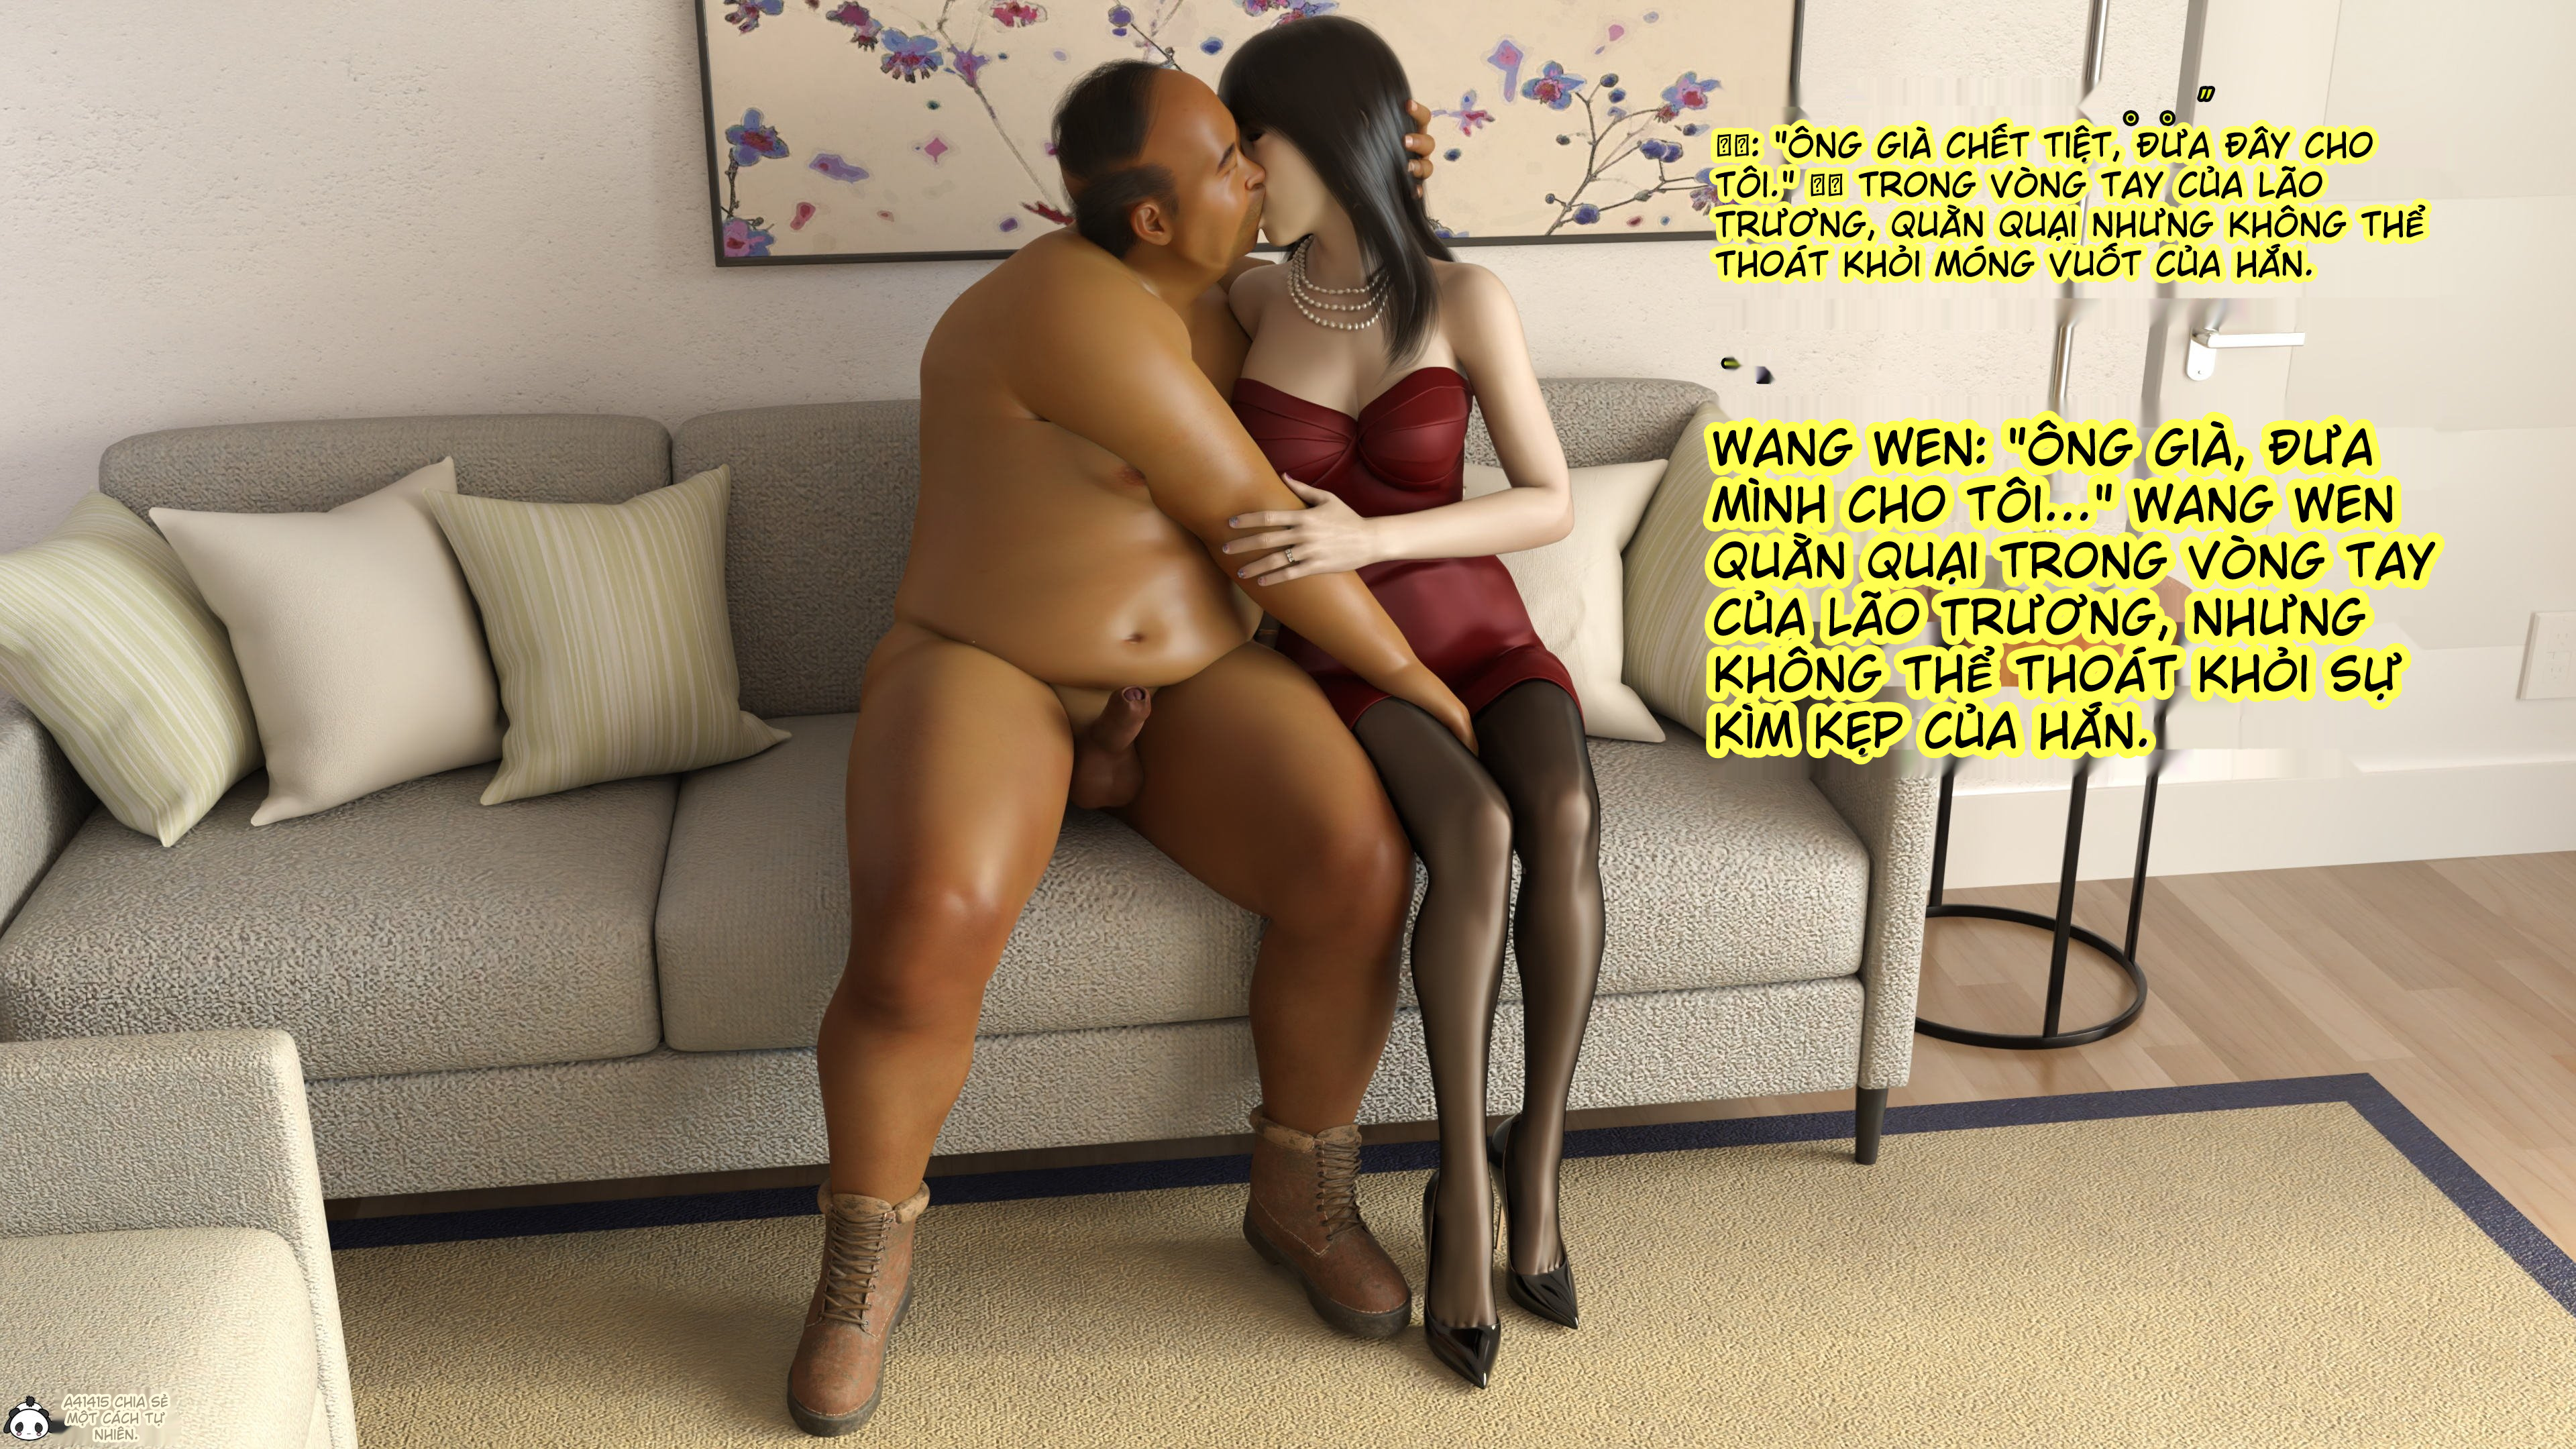 "
: "ÔNG GIÀ CHẾT TIỆT, ĐƯA ĐÂY CHO
TÔI." TRONG VÒNG TAY CỦA LÃO
TRƯƠNG, QUẰN QUẠI NHƯNG KHÔNG THỂ
THOÁT KHỎI MÓNG VUỐT CỦA HẮN.
WANG WEN: "ÔNG GIÀ, ĐƯA
MÌNH CHO TÔI..." WANG WEN
QUẰN QUẠI TRONG VÒNG TAY
CỦA LÃO TRƯƠNG, NHƯNG
KHÔNG THỂ THOÁT KHỎI SỰ
KÌM KẸP CỦA HẮN.
A41415 CHIA SẺ
MỘT CÁCH TỰ
NHIÊN.